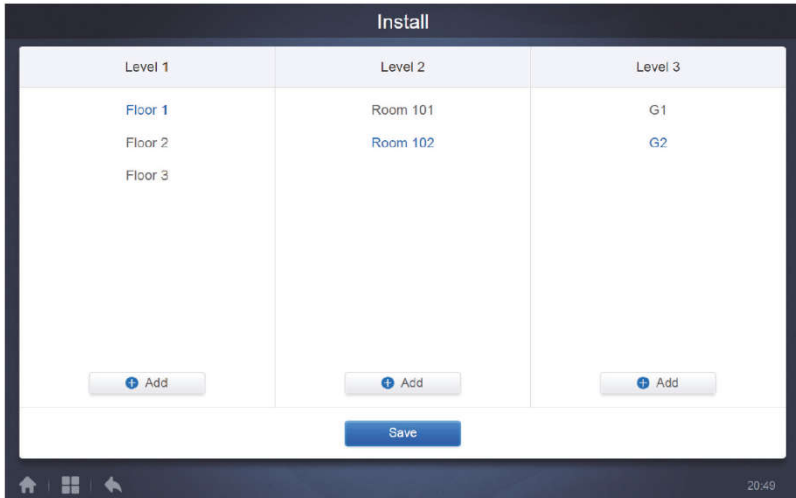 Install
Level 1 Level 2 Level 3
Floor 1 Room 101 G1
Floor 2 Room 102 G2
Floor 3
Add Add Add
Save
20:49